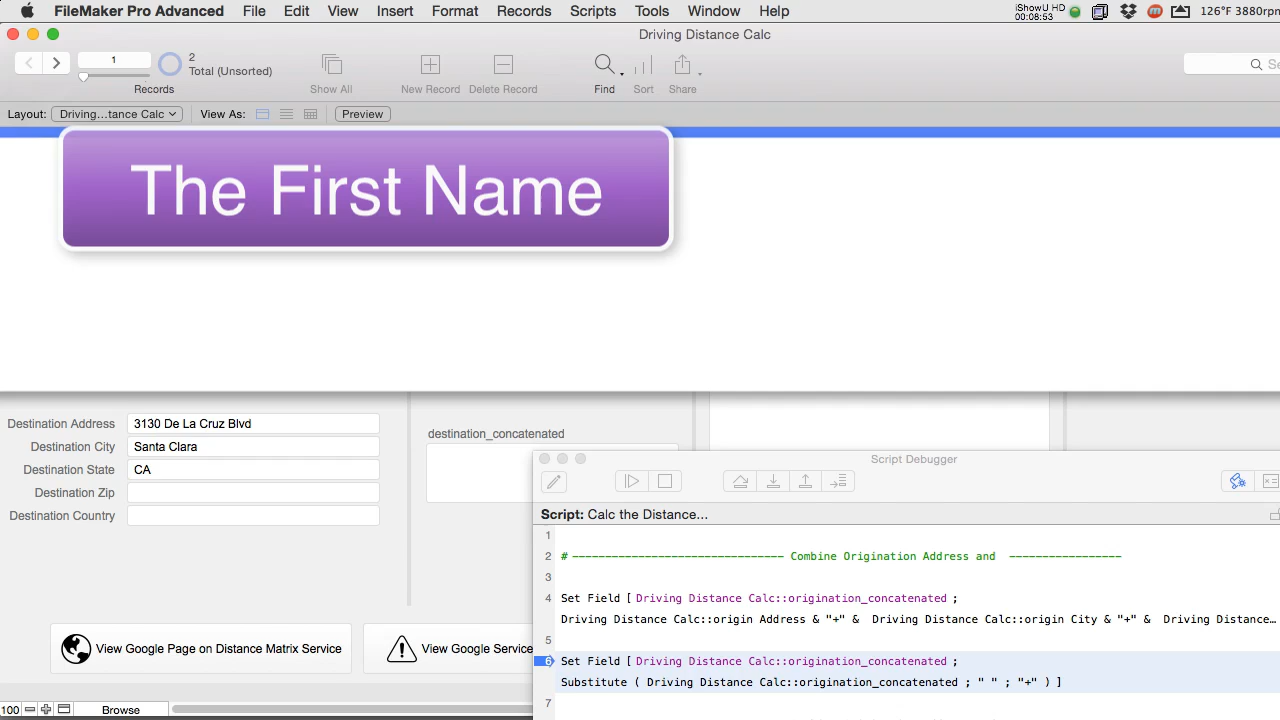 FileMaker Pro Advanced File Edit View Insert Format Records Scripts Tools Window Help iShowU HD 00:08:53 126°F 3880rpm
Driving Distance Calc
1 2 Total (Unsorted)
Records Show All New Record Delete Record Find Sort Share
Layout: Driving...tance Calc View As: Preview
The First Name
Destination Address 3130 De La Cruz Blvd
Destination City Santa Clara
Destination State CA
Destination Zip
Destination Country
destination_concatenated
View Google Page on Distance Matrix Service
View Google Service
100 Browse
Script Debugger
Script: Calc the Distance...
1
2 # -------------------------------- Combine Origination Address and -----------------
3
4 Set Field [ Driving Distance Calc::origination_concatenated ;
Driving Distance Calc::origin Address & "+" & Driving Distance Calc::origin City & "+" & Driving Distance...
5
6 Set Field [ Driving Distance Calc::origination_concatenated ;
Substitute ( Driving Distance Calc::origination_concatenated ; " " ; "+" ) ]
7